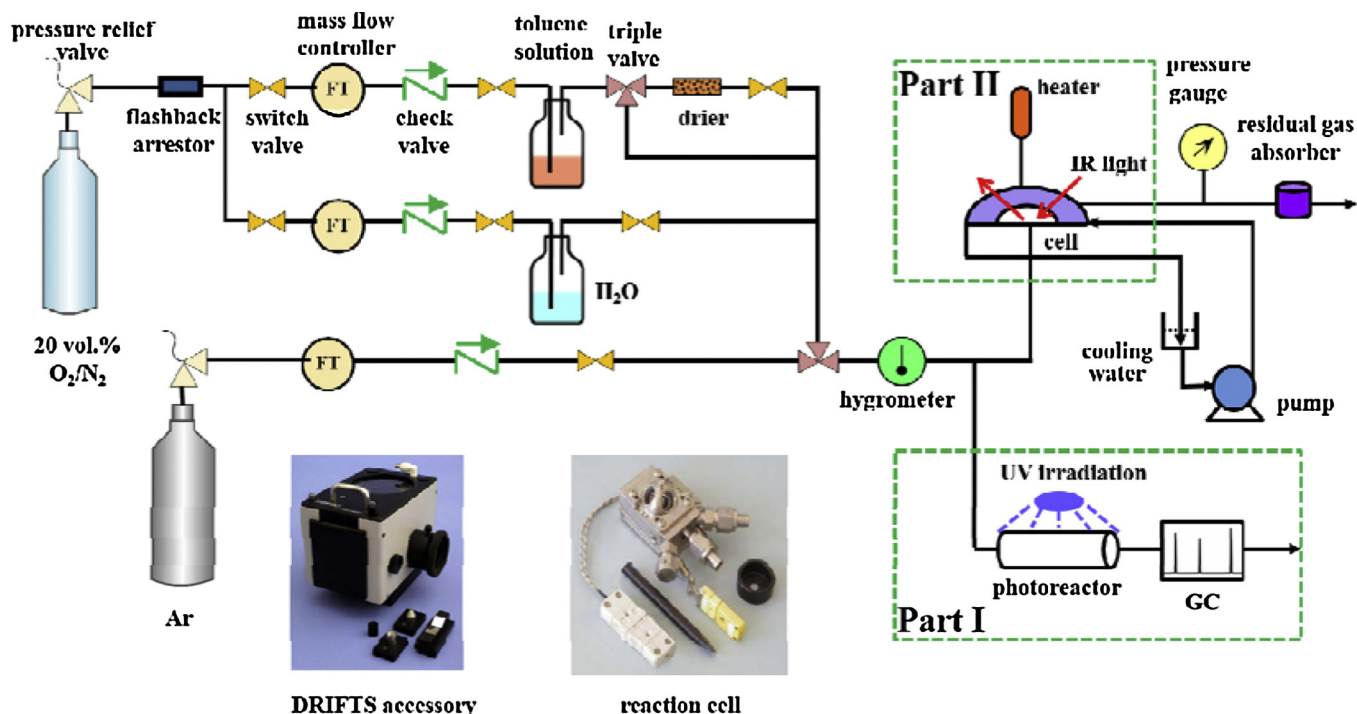 pressure relief
valve
mass flow
controller
toluene
solution
triple
valve
FT
flashback
arrestor
switch
valve
check
valve
drier
Part II
heater
IR light
cell
pressure
gauge
residual gas
absorber
FT
H₂O
20 vol.%
O₂/N₂
FT
hygrometer
cooling
water
pump
UV irradiation
photoreactor
GC
Part I
Ar
DRIFTS accessory
reaction cell